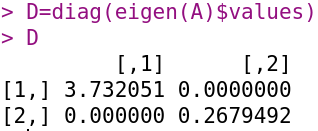 > D=diag(eigen(A)$values)
> D
         [,1]      [,2]
[1,] 3.732051 0.0000000
[2,] 0.000000 0.2679492